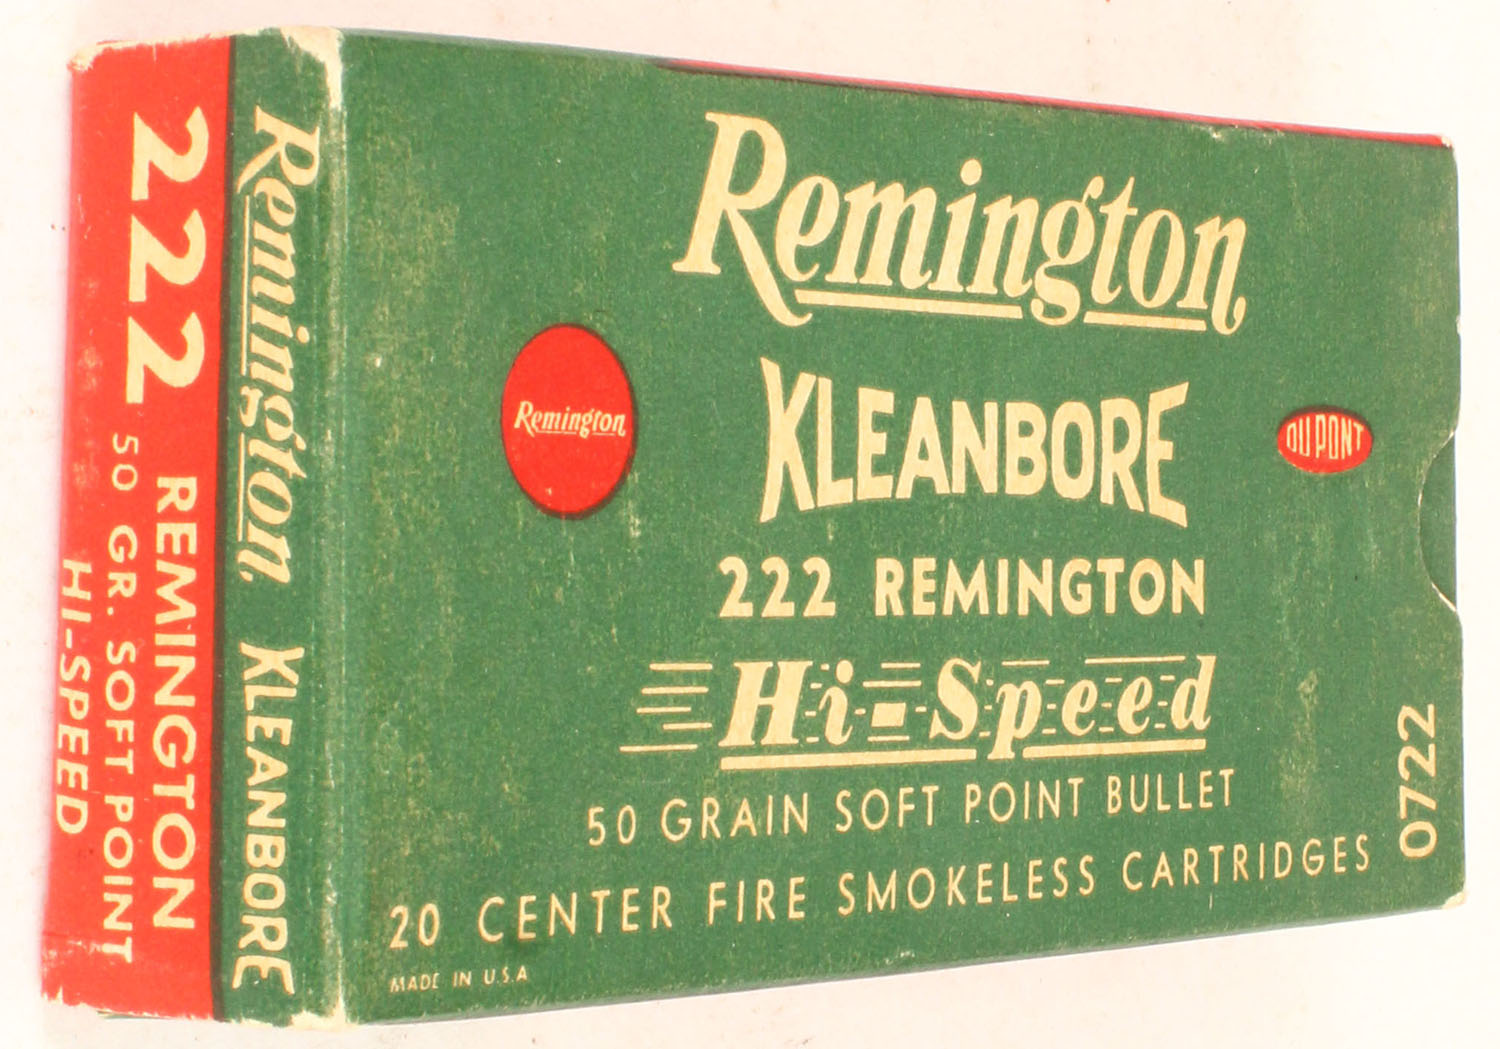 Remington
Remington
KLEANBORE
DU PONT
222 REMINGTON
Hi-Speed
50 GRAIN SOFT POINT BULLET
20 CENTER FIRE SMOKELESS CARTRIDGES
MADE IN U.S.A
0722
Remington KLEANBORE
222 REMINGTON
50 GR. SOFT POINT
HI-SPEED